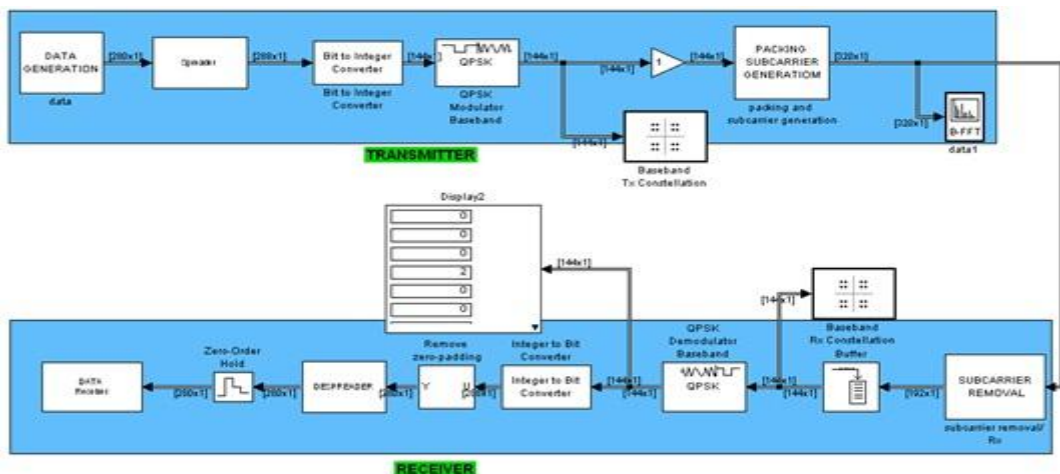 DATA
GENERATION
data
[280x1]
Spreader
[288x1]
Bit to Integer
Converter
Bit to Integer
Converter
QPSK
QPSK
Modulator
Baseband
[144x1]
[144x1]
1
[144x1]
PACKING
SUBCARRIER
GENERATIOM
packing and
subcarrier generation
[320x1]
[320x1]
B-FFT
data1
[144x1]
Baseband
Tx Constellation
TRANSMITTER
Display2
0
0
0
2
0
0
[144x1]
Baseband
Rx Constellation
[144x1]
DATA
[280x1]
Zero-Order
Hold
[280x1]
DESPREADER
Remove
zero-padding
Y
U
Integer to Bit
Converter
Integer to Bit
Converter
[144x1]
[144x1]
QPSK
Demodulator
Baseband
QPSK
[144x1]
[144x1]
Buffer
[192x1]
SUBCARRIER
REMOVAL
subcarrier removal/
Rx
RECEIVER